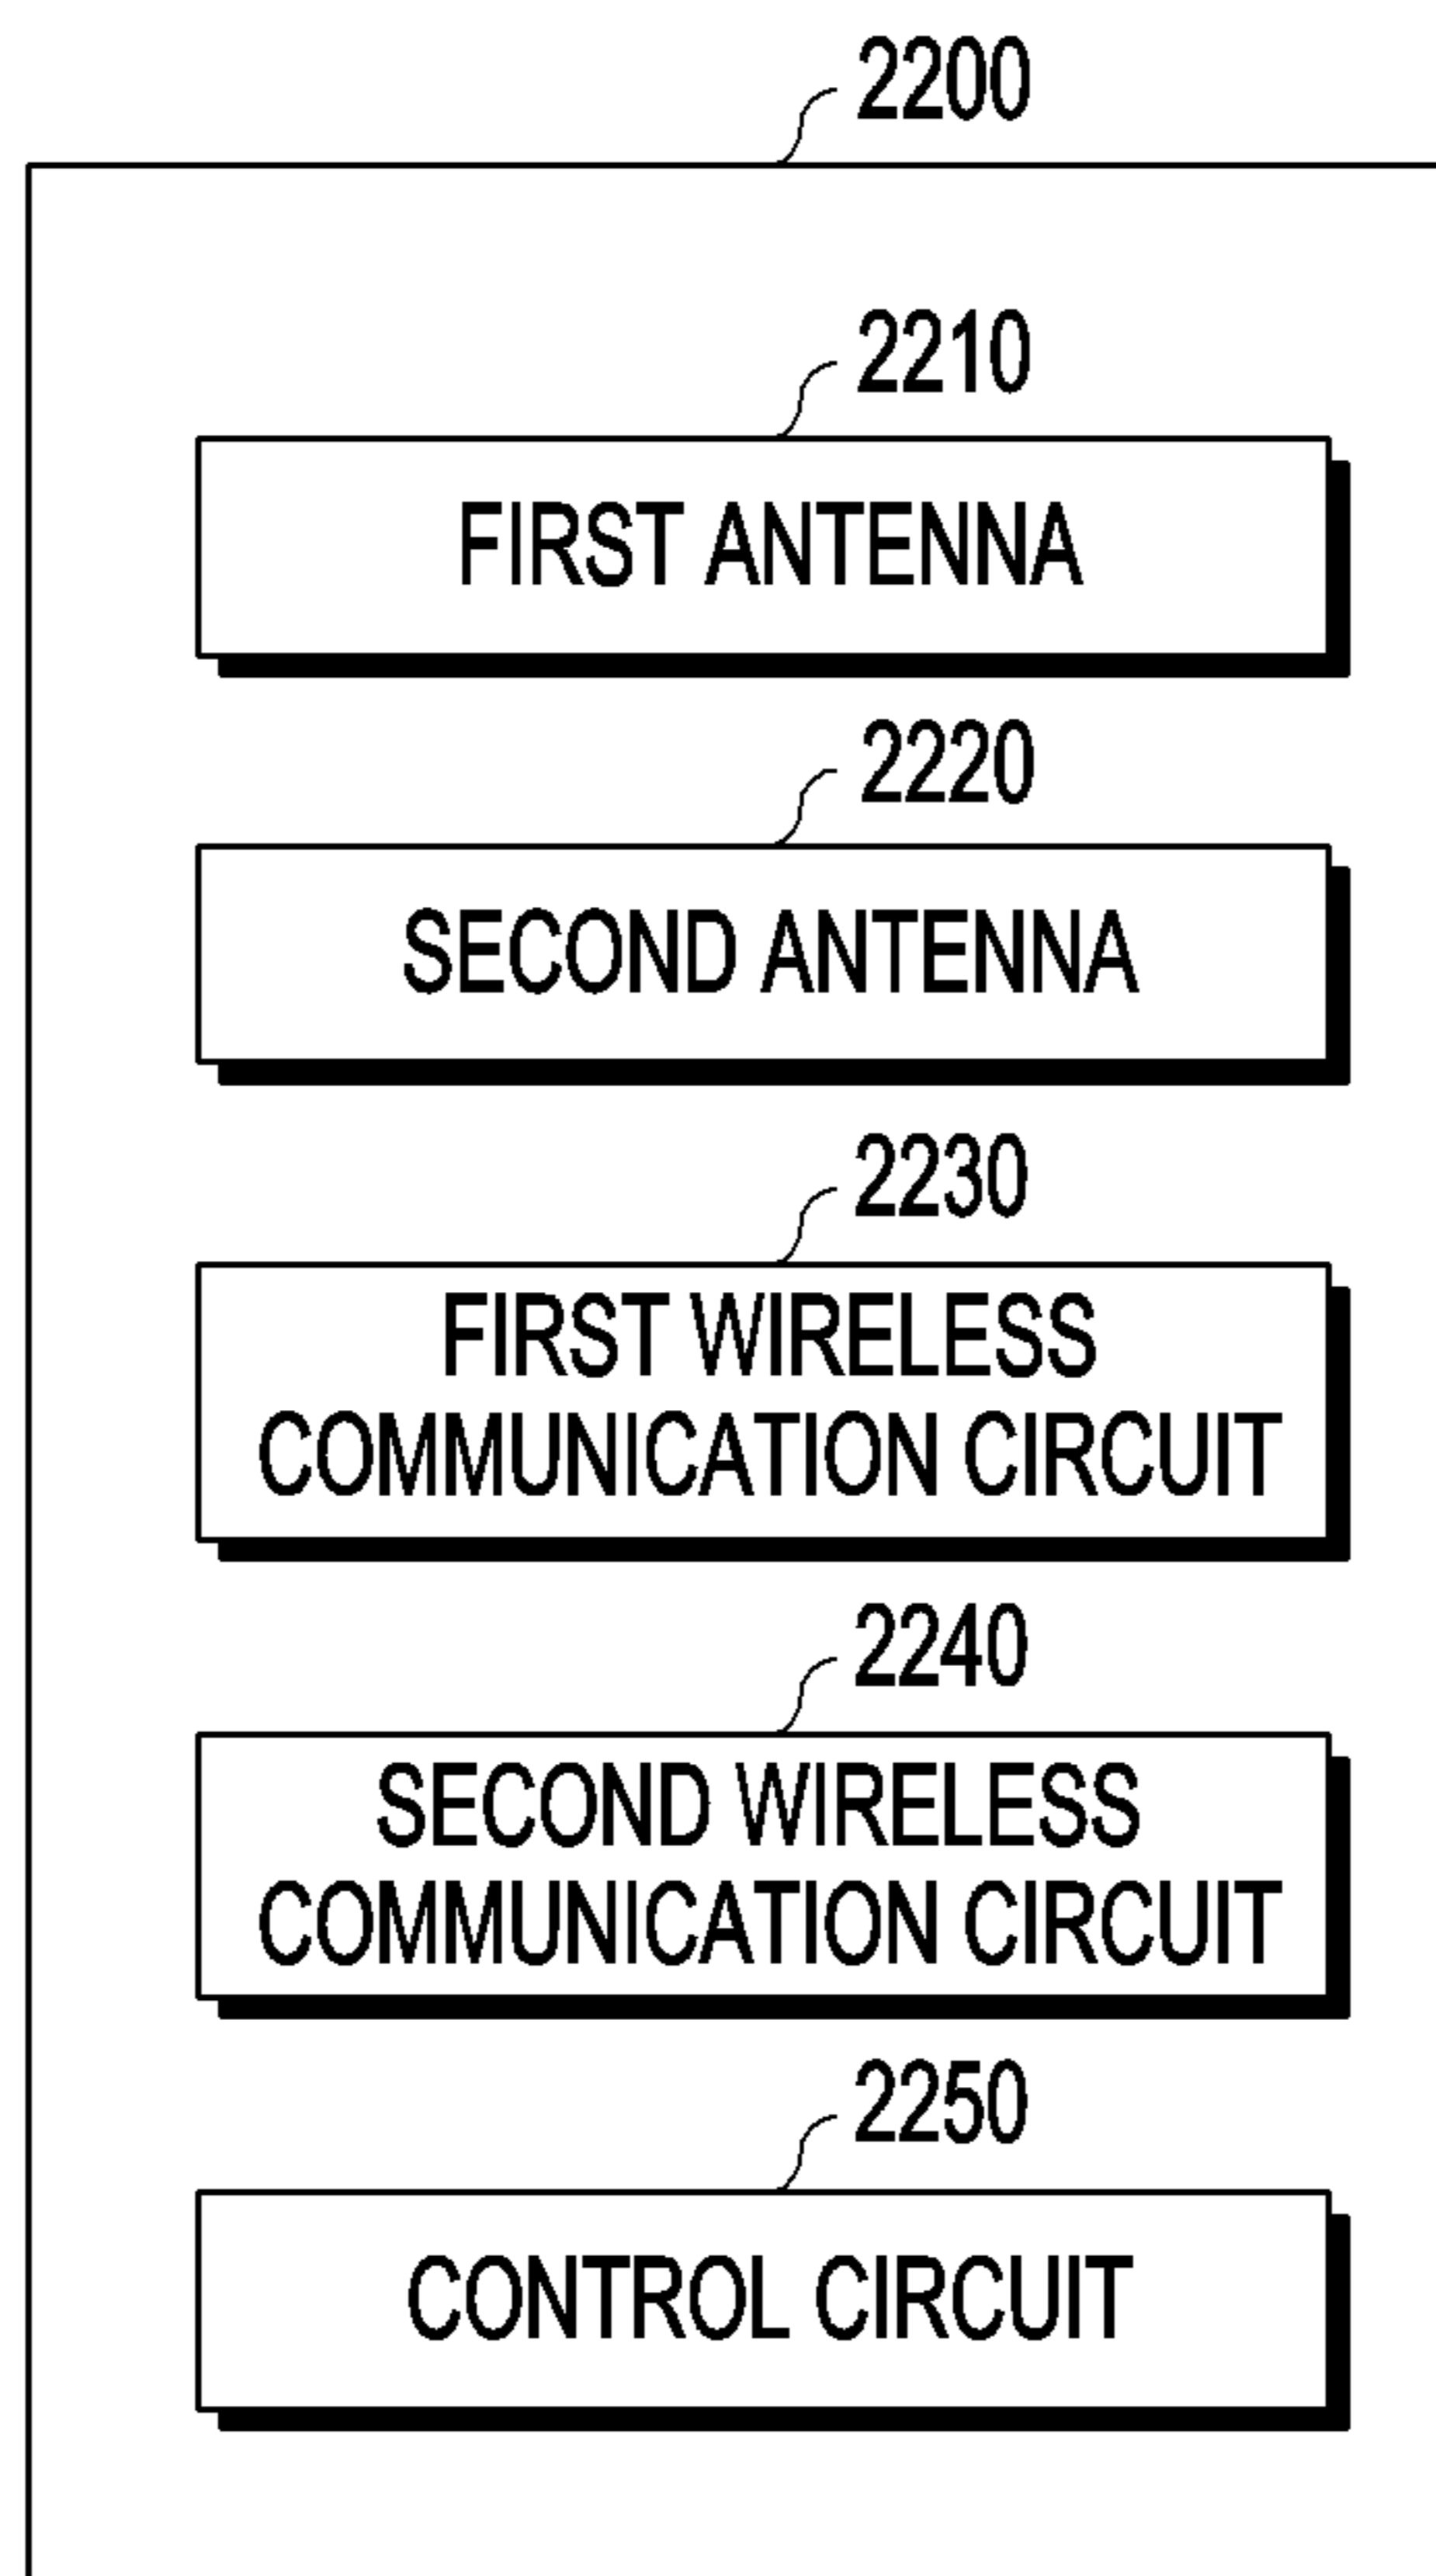 2200
2210
FIRST ANTENNA
2220
SECOND ANTENNA
2230
FIRST WIRELESS
COMMUNICATION CIRCUIT
2240
SECOND WIRELESS
COMMUNICATION CIRCUIT
2250
CONTROL CIRCUIT